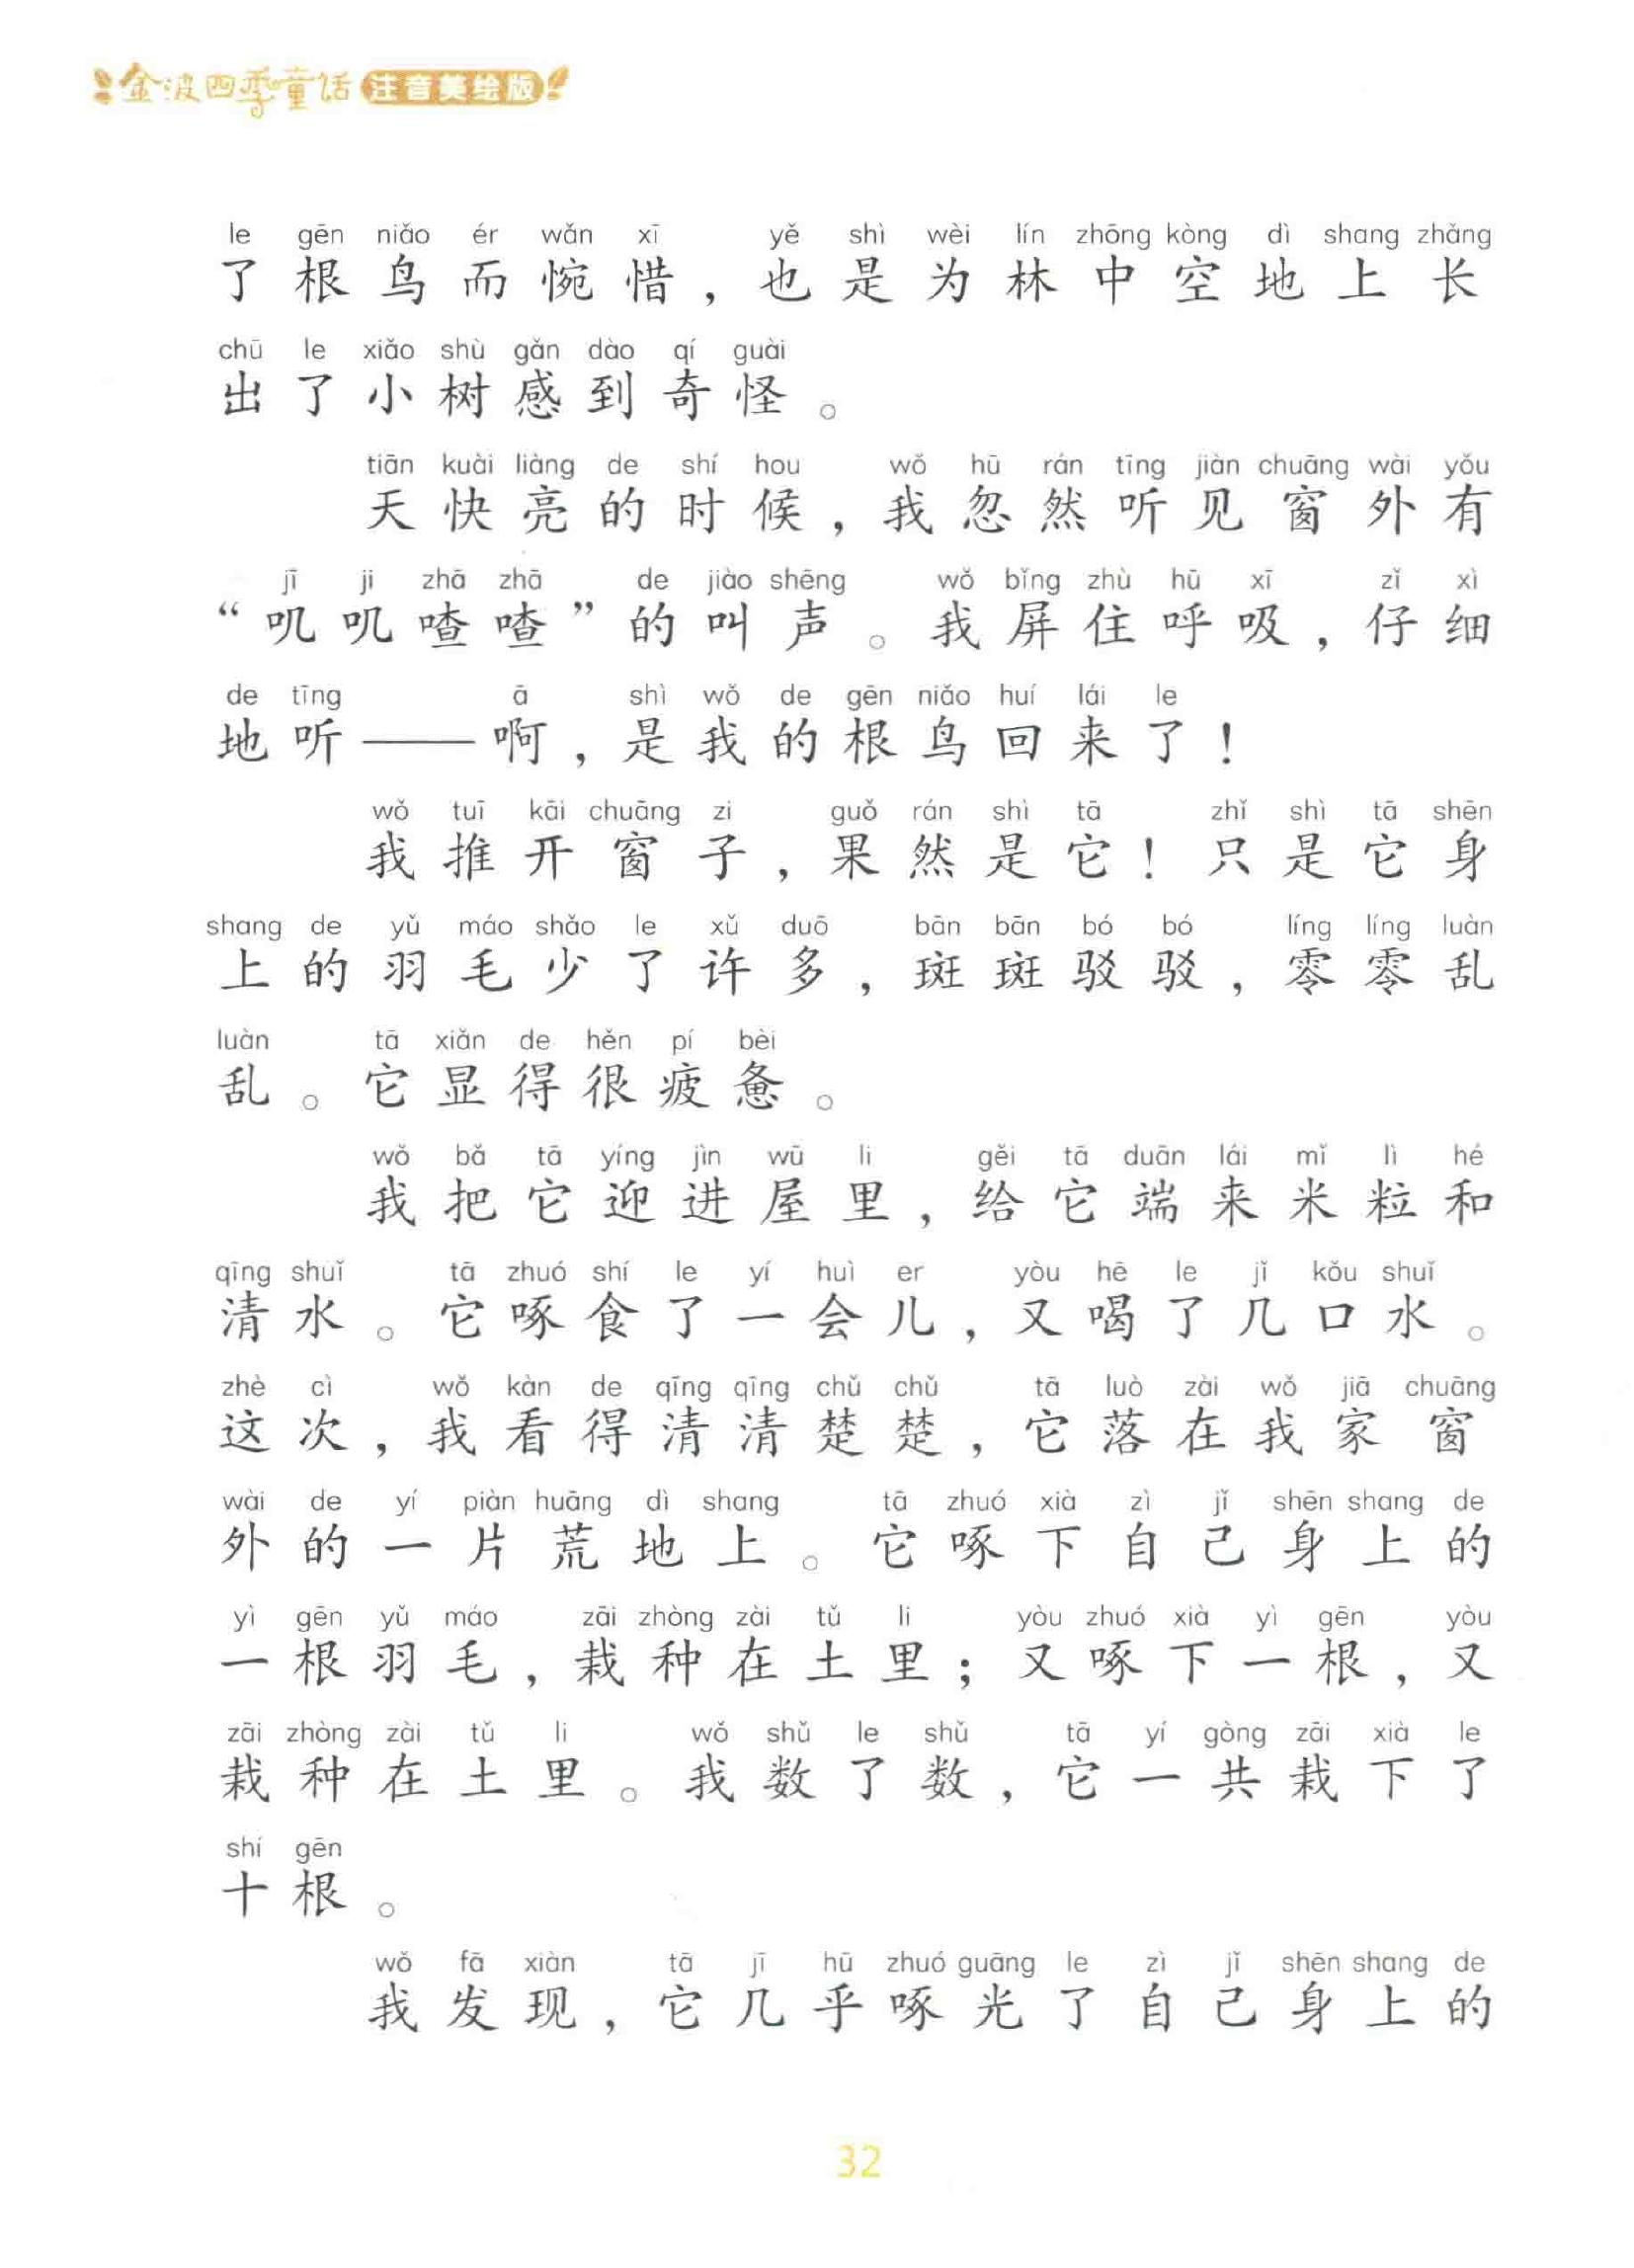 金波四季童话 注音美绘版
le gēn niǎo ér wǎn xī yě shì wèi lín zhōng kòng dì shang zhǎng
了根鸟而惋惜，也是为林中空地上长
chū le xiǎo shù gǎn dào qí guài
出了小树感到奇怪。
tiān kuài liàng de shí hou wǒ hū rán tīng jiàn chuāng wài yǒu
天快亮的时候，我忽然听见窗外有
jī ji zhā zhā de jiào shēng wǒ bǐng zhù hū xī zǐ xì
“叽叽喳喳”的叫声。我屏住呼吸，仔细
de tīng ā shì wǒ de gēn niǎo huí lái le
地听——啊，是我的根鸟回来了！
wǒ tuī kāi chuāng zi guǒ rán shì tā zhǐ shì tā shēn
我推开窗子，果然是它！只是它身
shang de yǔ máo shǎo le xǔ duō bān bān bó bó líng líng luàn
上的羽毛少了许多，斑斑驳驳，零零乱
luàn tā xiǎn de hěn pí bèi
乱。它显得很疲惫。
wǒ bǎ tā yíng jìn wū li gěi tā duān lái mǐ lì hé
我把它迎进屋里，给它端来米粒和
qīng shuǐ tā zhuó shí le yí huì er yòu hē le jǐ kǒu shuǐ
清水。它啄食了一会儿，又喝了几口水。
zhè cì wǒ kàn de qīng qīng chǔ chǔ tā luò zài wǒ jiā chuāng
这次，我看得清清楚楚，它落在我家窗
wài de yí piàn huāng dì shang tā zhuó xià zì jǐ shēn shang de
外的一片荒地上。它啄下自己身上的
yì gēn yǔ máo zāi zhòng zài tǔ li yòu zhuó xià yì gēn yòu
一根羽毛，栽种在土里；又啄下一根，又
zāi zhòng zài tǔ li wǒ shǔ le shǔ tā yí gòng zāi xià le
栽种在土里。我数了数，它一共栽下了
shí gēn
十根。
wǒ fā xiàn tā jī hū zhuó guāng le zì jǐ shēn shang de
我发现，它几乎啄光了自己身上的
32